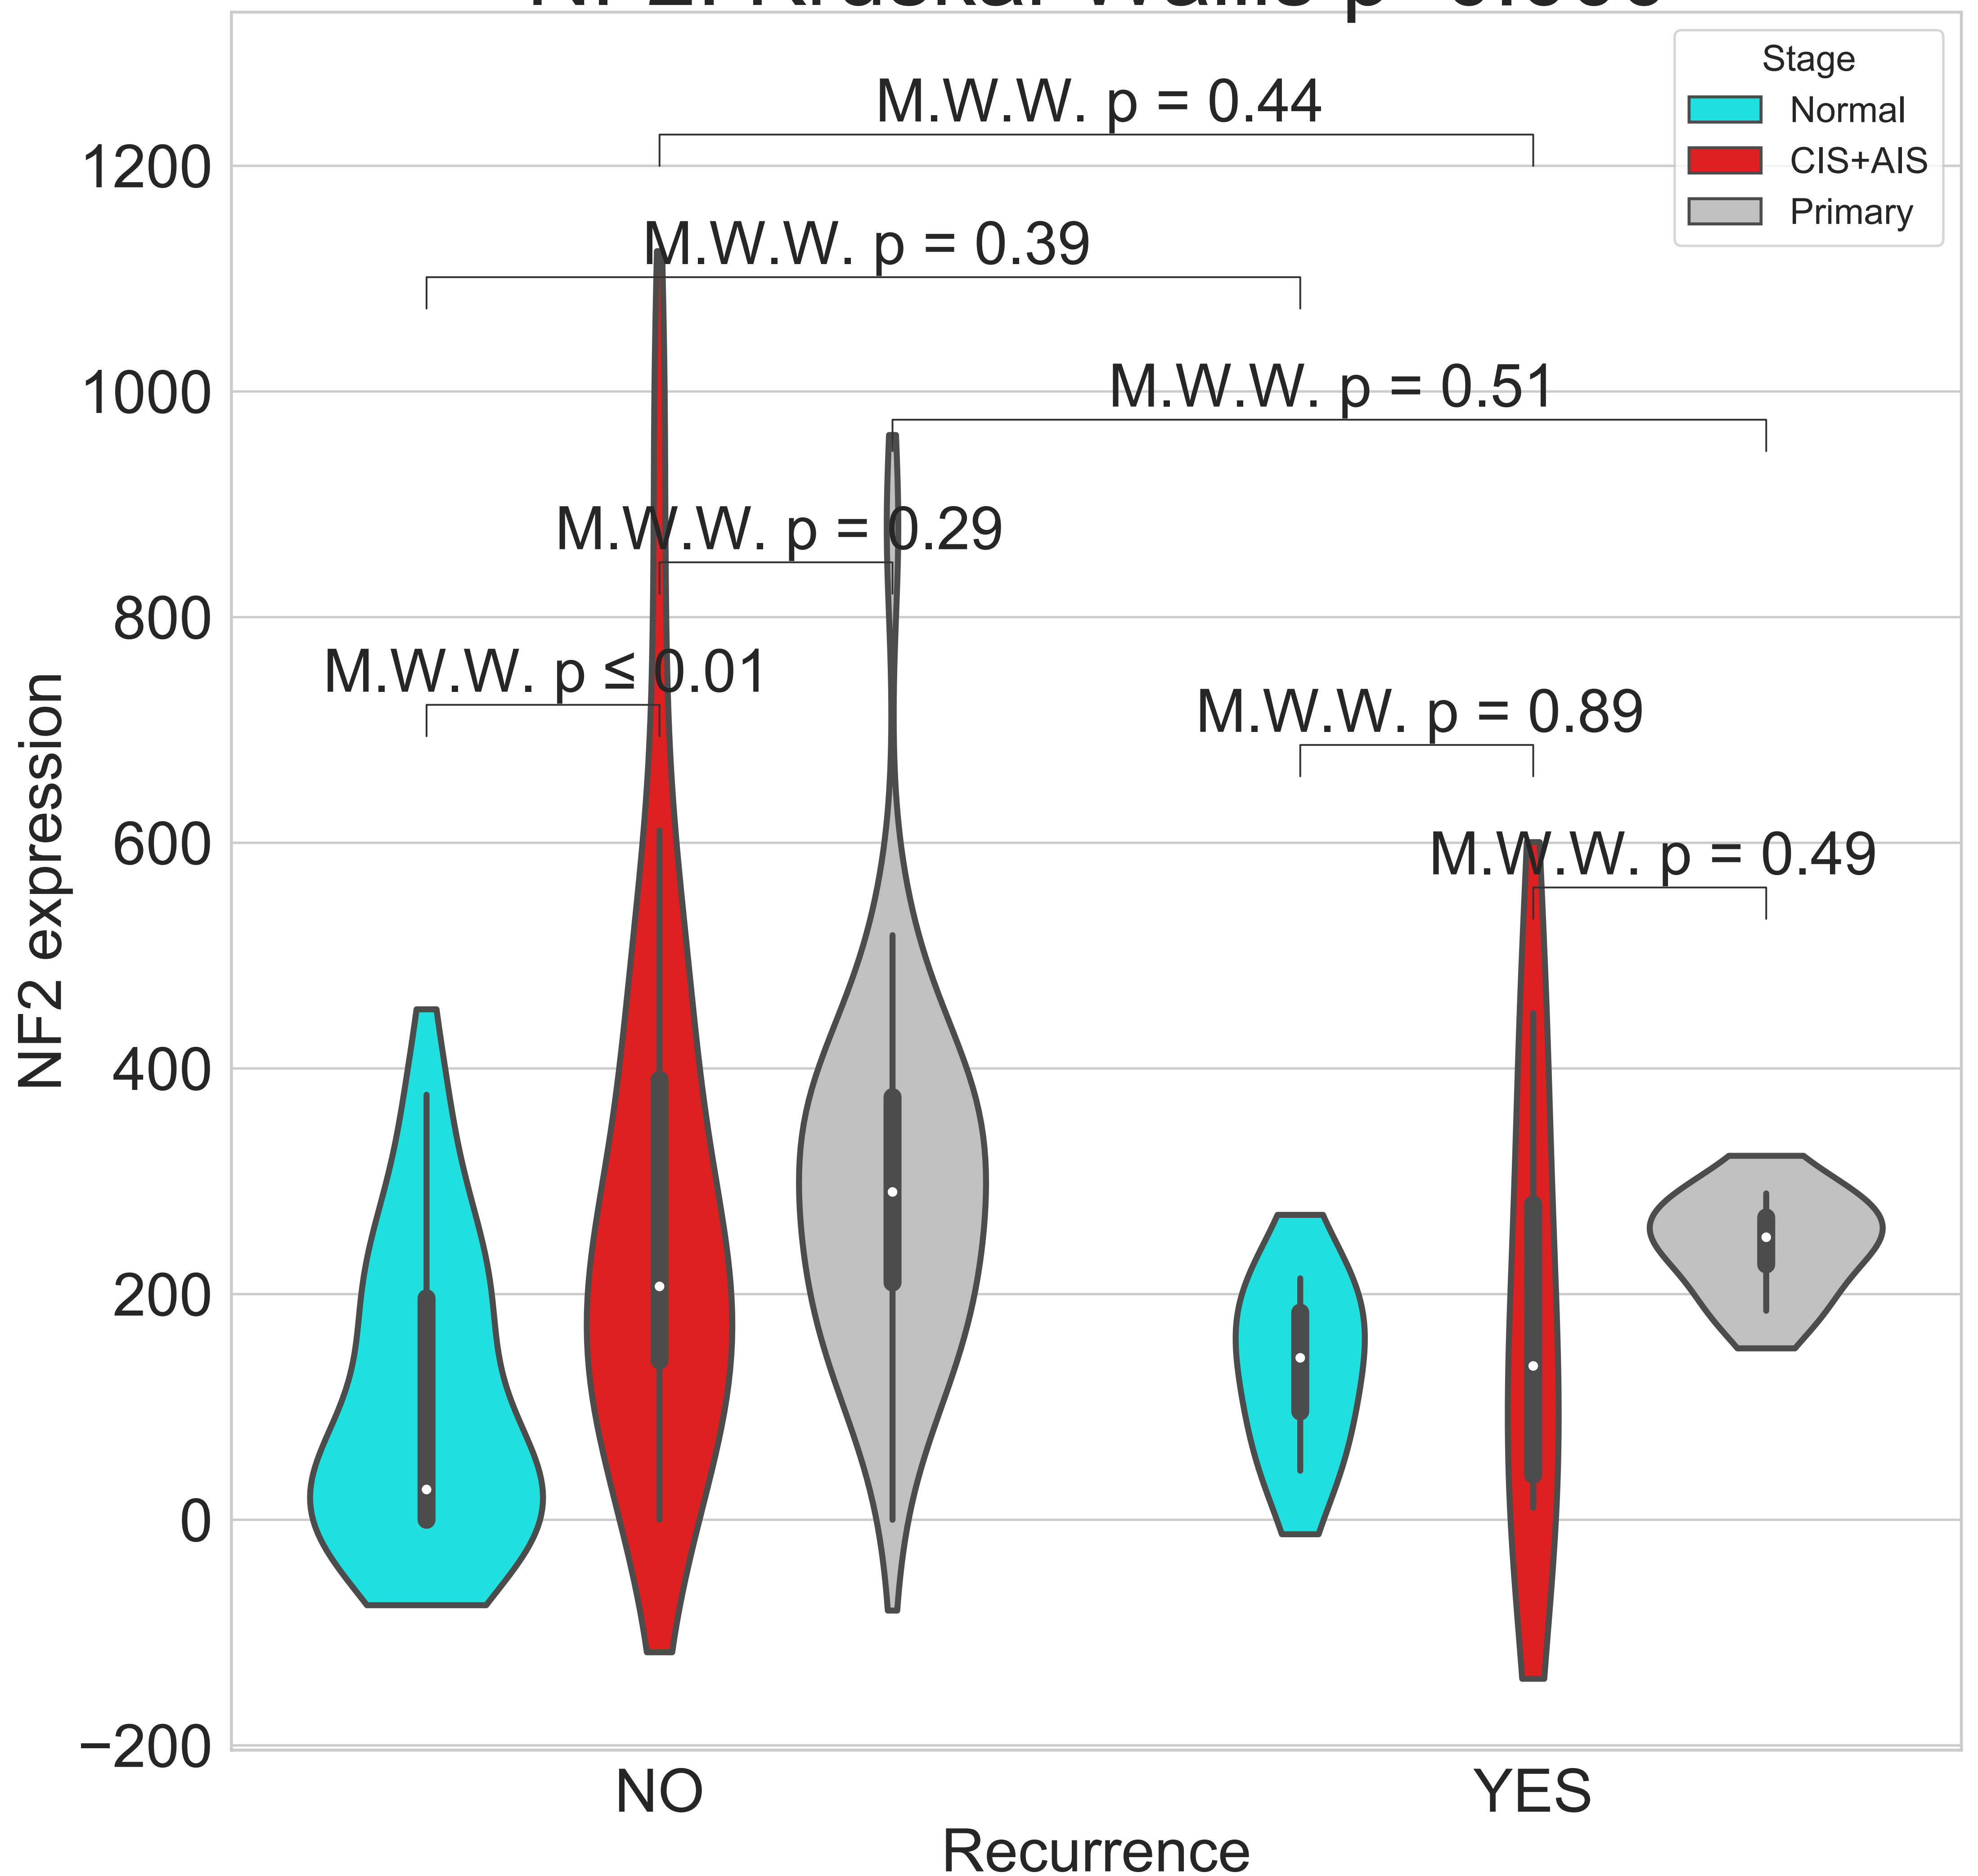 Stage
Normal
CIS+AIS
Primary
M.W.W. p = 0.44
M.W.W. p = 0.39
M.W.W. p = 0.51
M.W.W. p = 0.29
M.W.W. p ≤ 0.01
M.W.W. p = 0.89
M.W.W. p = 0.49
1200
1000
800
600
400
200
0
−200
NF2 expression
NO
YES
Recurrence